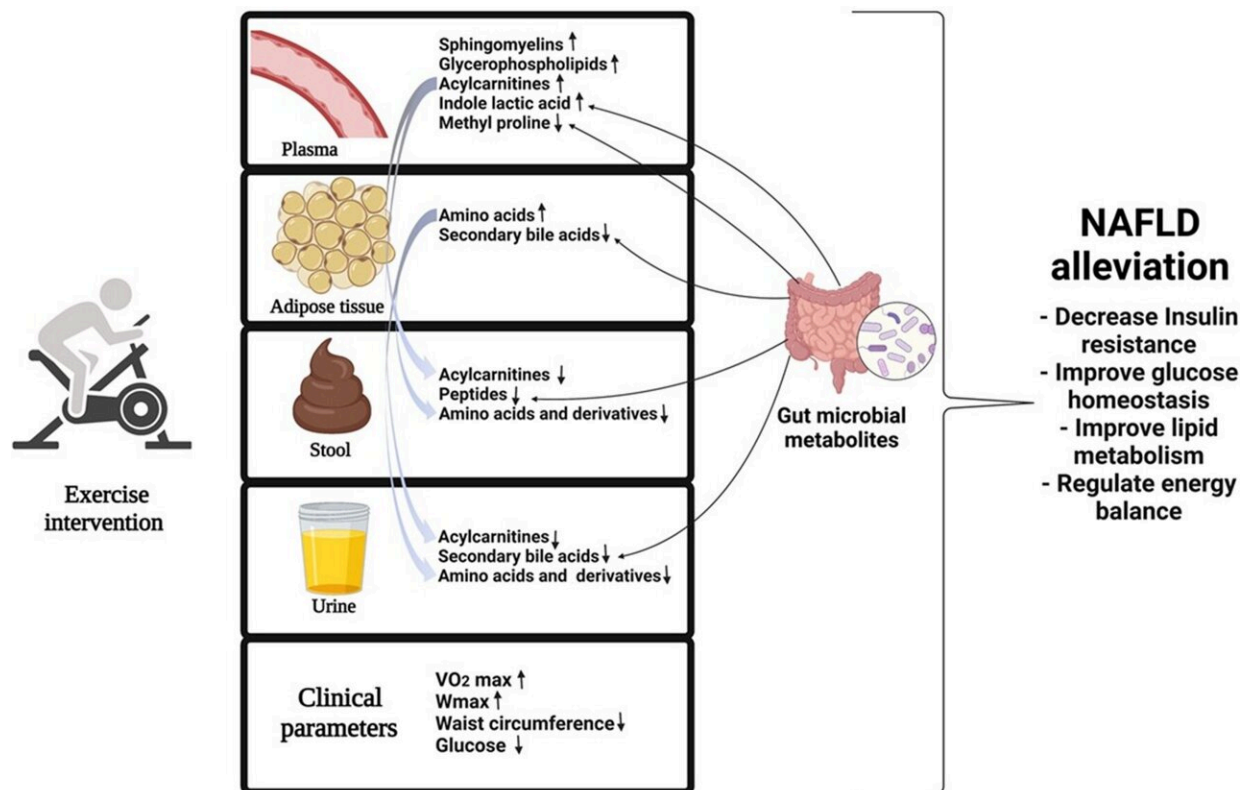 Exercise
intervention
Plasma
Sphingomyelins ↑
Glycerophospholipids ↑
Acylcarnitines ↑
Indole lactic acid ↑
Methyl proline ↓
Adipose tissue
Amino acids ↑
Secondary bile acids ↓
Stool
Acylcarnitines ↓
Peptides ↓
Amino acids and derivatives ↓
Urine
Acylcarnitines ↓
Secondary bile acids ↓
Amino acids and derivatives ↓
Clinical
parameters
VO2 max ↑
Wmax ↑
Waist circumference ↓
Glucose ↓
Gut microbial
metabolites
NAFLD
alleviation
- Decrease Insulin
resistance
- Improve glucose
homeostasis
- Improve lipid
metabolism
- Regulate energy
balance